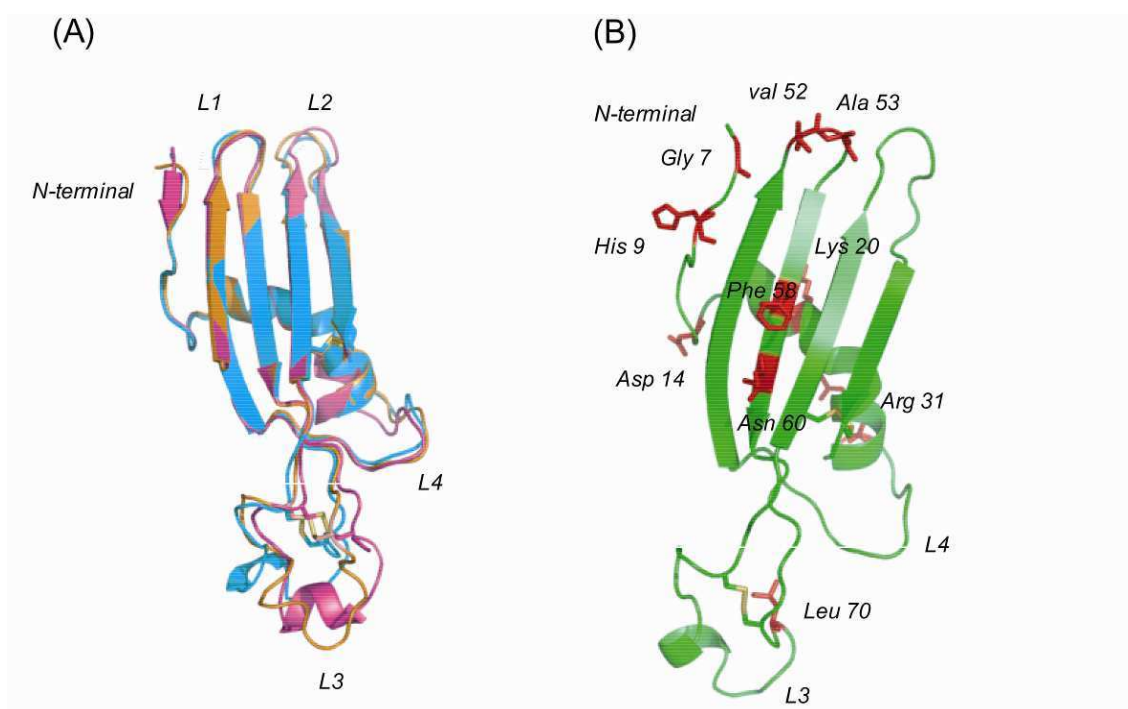 (A)
L1
L2
N-terminal
L4
L3
(B)
val 52
Ala 53
N-terminal
Gly 7
His 9
Lys 20
Phe 58
Asp 14
Arg 31
Asn 60
L4
Leu 70
L3